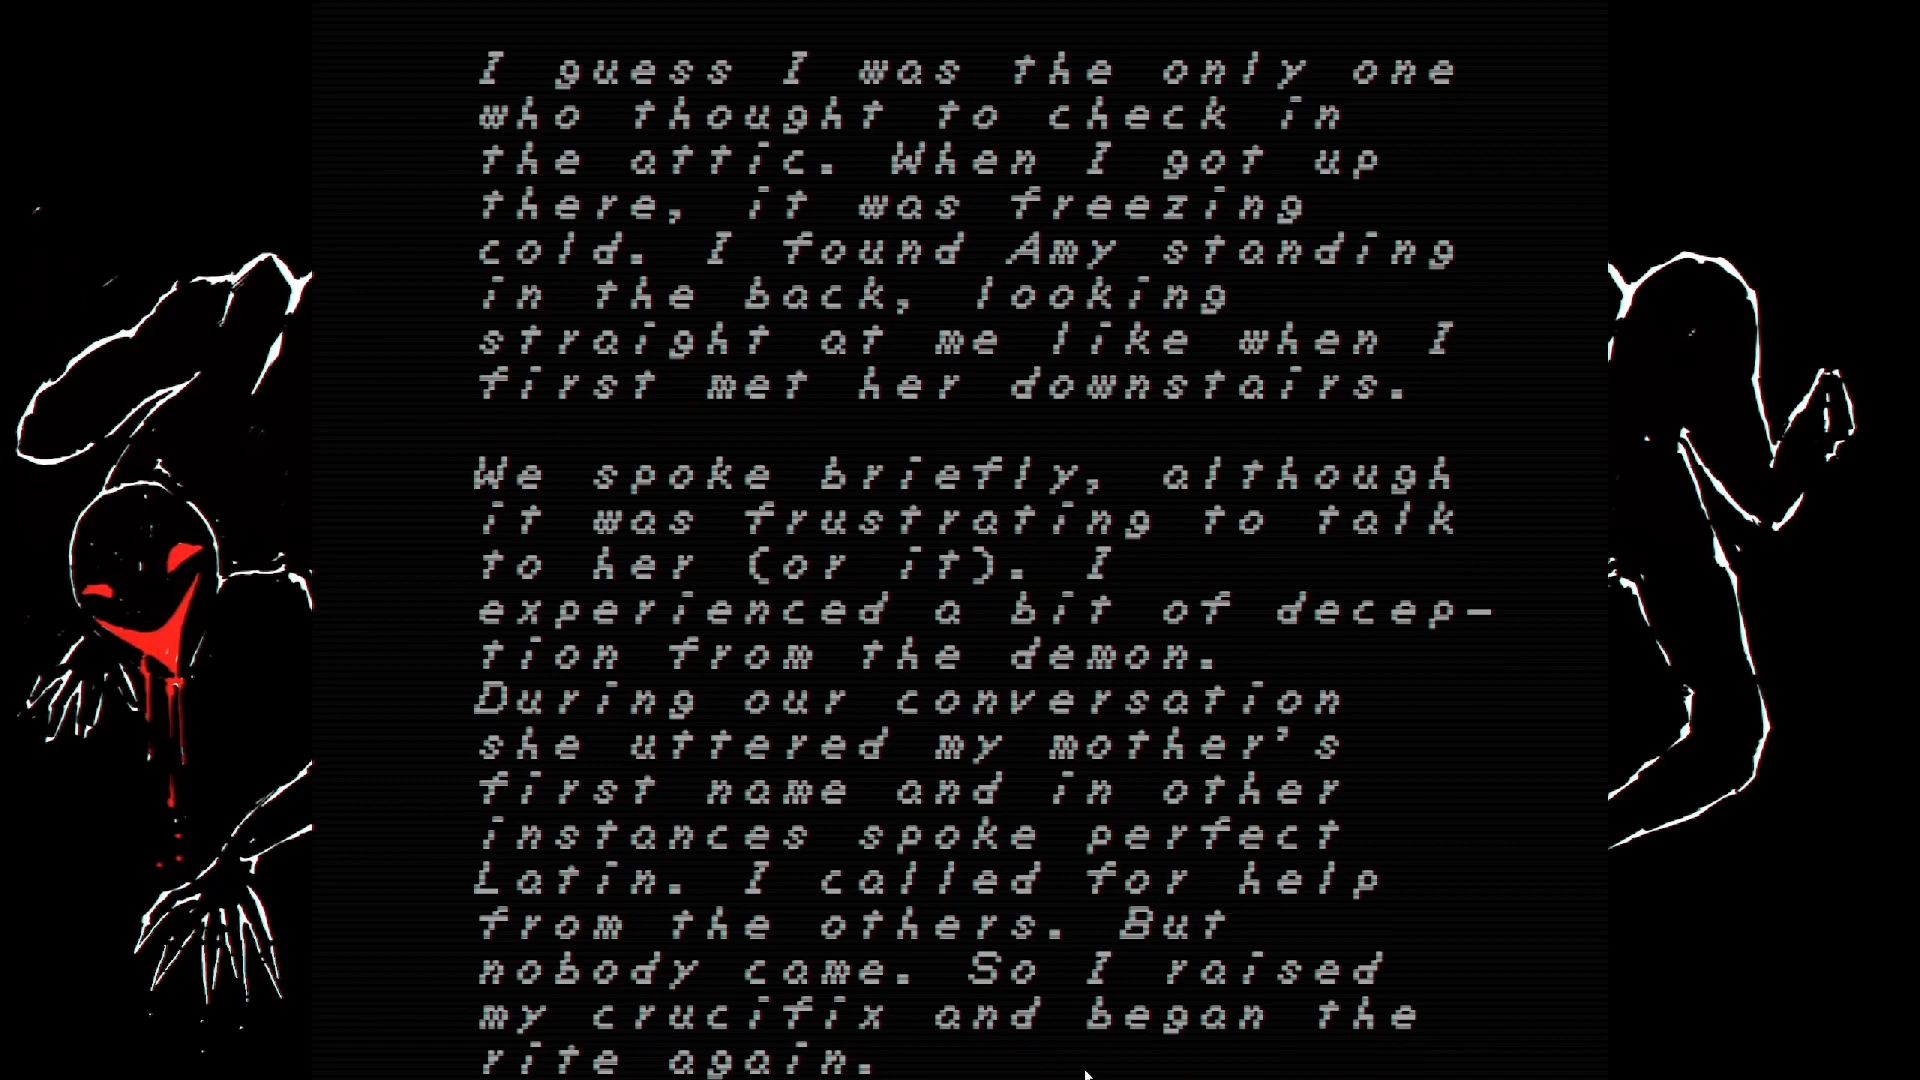 I guess I was the only one
who thought to check in
the attic. When I got up
there, it was freezing
cold. I found Amy standing
in the back, looking
straight at me like when I
first met her downstairs.
We spoke briefly, although
it was frustrating to talk
to her (or it). I
experienced a bit of decep-
tion from the demon.
During our conversation
she uttered my mother's
first name and in other
instances spoke perfect
Latin. I called for help
from the others. But
nobody came. So I raised
my crucifix and began the
rite again.